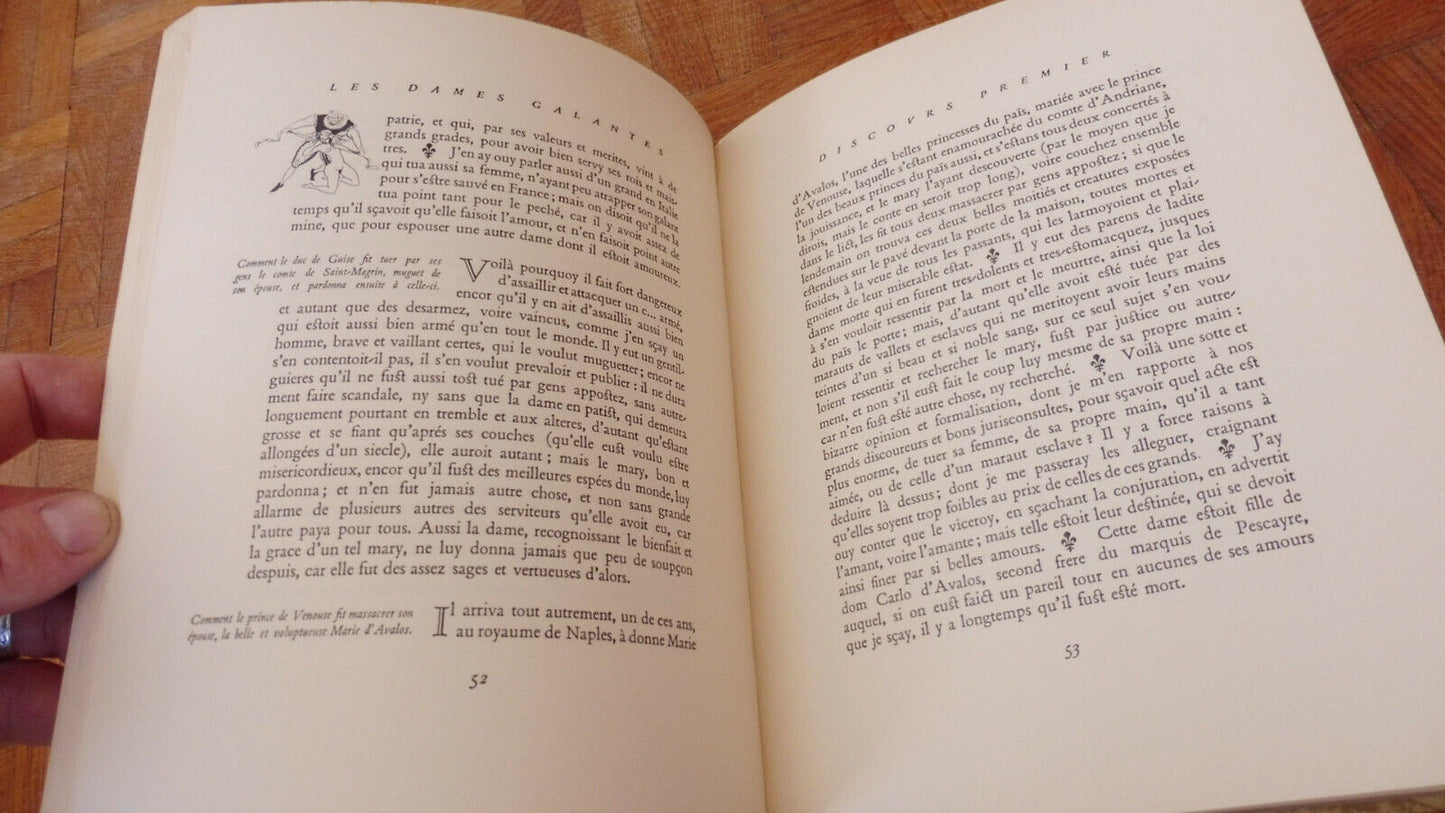 LES DAMES GALANTES
patrie, et qui, par ses valeurs et merites, vint à de
grands grades, pour avoir bien servy ses rois et mais-
tres. J'en ay ouy parler aussi d'un grand en Italie
qui tua aussi sa femme, n'ayant peu atrapper son galant
pour s'estre sauvé en France; mais on disoit qu'il ne la
tua point tant pour le peché, car il y avoit assez de
temps qu'il sçavoit qu'elle faisoit l'amour, et n'en faisoit point autre
mine, que pour espouser une autre dame dont il estoit amoureux.
Comment le duc de Guise fit tuer par ses
gens le comte de Saint-Magrin, muguet de
son épouse, et pardonna ensuite à celle-ci.
Voilà pourquoy il fait fort dangereux
d'assaillir et attacquer un c... armé,
encor qu'il y en ait d'assaillis aussi bien
et autant que des desarmez, voire vaincus, comme j'en sçay un
qui estoit aussi bien armé qu'en tout le monde. Il y eut un gentil-
homme, brave et vaillant certes, qui le voulut muguetter; encor ne
s'en contentoit-il pas, il s'en voulut prevaloir et publier: il ne dura
guieres qu'il ne fust aussi tost tué par gens appostez, sans autre-
ment faire scandale, ny sans que la dame en patist, qui demeura
longuement pourtant en tremble et aux alteres, d'autant qu'estant
grosse et se fiant qu'aprés ses couches (qu'elle eust voulu estre
allongées d'un siecle), elle auroit autant; mais le mary, bon et
misericordieux, encor qu'il fust des meilleures espées du monde, luy
pardonna; et n'en fut jamais autre chose, et non sans grande
allarme de plusieurs autres des serviteurs qu'elle avoit eu, car
l'autre paya pour tous. Aussi la dame, recognoissant le bienfait et
la grace d'un tel mary, ne luy donna jamais que peu de soupçon
depuis, car elle fut des assez sages et vertueuses d'alors.
Comment le prince de Venouse fit massacrer son
épouse, la belle et voluptueuse Marie d'Avalos.
Il arriva tout autrement, un de ces ans,
au royaume de Naples, à donne Marie
52
DISCOVRS PREMIER
d'Avalos, l'une des belles princesses du païs, mariée avec le prince
de Venouse, laquelle s'estant enamourachée du comte d'Andriane,
l'un des beaux princes du païs aussi, et s'estans tous deux concertés à
la jouissance, et le mary l'ayant descouverte (par le moyen que je
dirois, mais le conte en seroit trop long), voire couchez ensemble
dans le lict, les fit tous deux massacrer par gens appostez; si que le
lendemain on trouva ces deux belles moitiés et creatures exposées
estendues sur le pavé devant la porte de la maison, toutes mortes et
froides, à la veue de tous les passants, qui les larmoyoient et plai-
gnoient de leur miserable estat. Il y eut des parens de ladite
dame morte qui en furent tres-dolents et tres-estomacquez, jusques
à s'en vouloir ressentir par la mort et le meurtre, ainsi que la loi
du païs le porte; mais, d'autant qu'elle avoit esté tuée par des
marauts de vallets et esclaves qui ne meritoyent avoir leurs mains
teintes d'un si beau et si noble sang, sur ce seul sujet s'en vou-
loient ressentir et rechercher le mary, fust par justice ou autre-
ment, et non s'il eust fait le coup luy mesme de sa propre main:
car n'en fust esté autre chose, ny recherché. Voilà une sotte et
bizarre opinion et formalisation, dont je m'en rapporte à nos
grands discoureurs et bons jurisconsultes, pour sçavoir quel acte est
plus enorme, de tuer sa femme, de sa propre main, qu'il a tant
aimée, ou de celle d'un maraut esclave? Il y a force raisons à
deduire là dessus; dont je me passeray les alleguer, craignant
qu'elles soyent trop foibles au prix de celles de ces grands. J'ay
ouy conter que le viceroy, en sçachant la conjuration, en advertit
l'amant, voire l'amante; mais telle estoit leur destinée, qui se devoit
ainsi finer par si belles amours. Cette dame estoit fille de
dom Carlo d'Avalos, second frere du marquis de Pescayre,
auquel, si on eust faict un pareil tour en aucunes de ses amours
que je sçay, il y a longtemps qu'il fust esté mort.
53